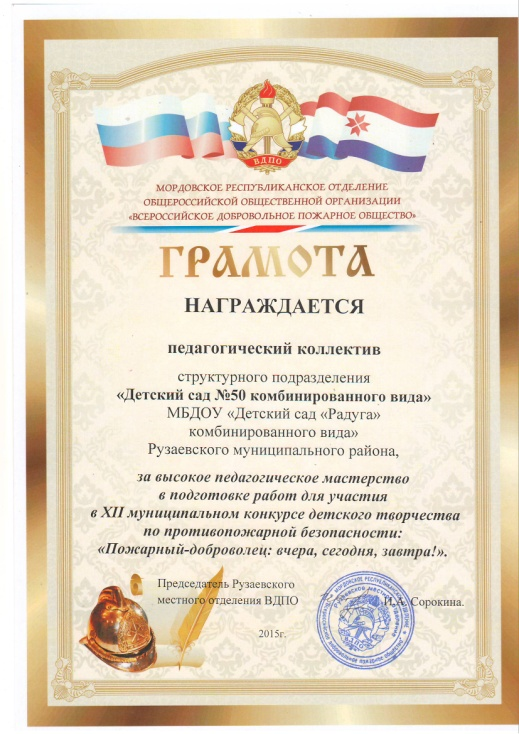 ВДПО
МОРДОВСКОЕ РЕСПУБЛИКАНСКОЕ ОТДЕЛЕНИЕ
ОБЩЕРОССИЙСКОЙ ОБЩЕСТВЕННОЙ ОРГАНИЗАЦИИ
«ВСЕРОССИЙСКОЕ ДОБРОВОЛЬНОЕ ПОЖАРНОЕ ОБЩЕСТВО»
ГРАМОТА
НАГРАЖДАЕТСЯ
педагогический коллектив
структурного подразделения
«Детский сад №50 комбинированного вида»
МБДОУ «Детский сад «Радуга»
комбинированного вида»
Рузаевского муниципального района,
за высокое педагогическое мастерство
в подготовке работ для участия
в XII муниципальном конкурсе детского творчества
по противопожарной безопасности:
«Пожарный-доброволец: вчера, сегодня, завтра!».
Председатель Рузаевского
местного отделения ВДПО
И.А. Сорокина.
2015г.